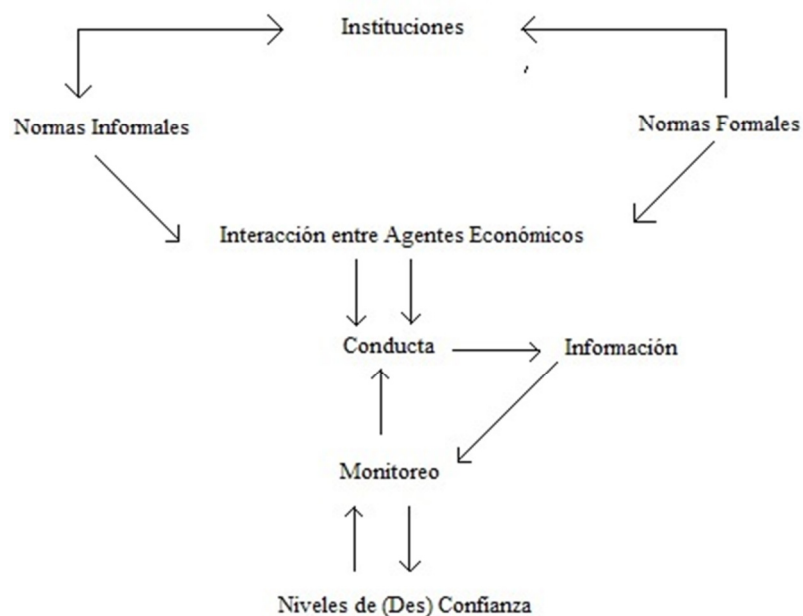 Instituciones
Normas Informales
Normas Formales
Interacción entre Agentes Económicos
Conducta
Información
Monitoreo
Niveles de (Des) Confianza